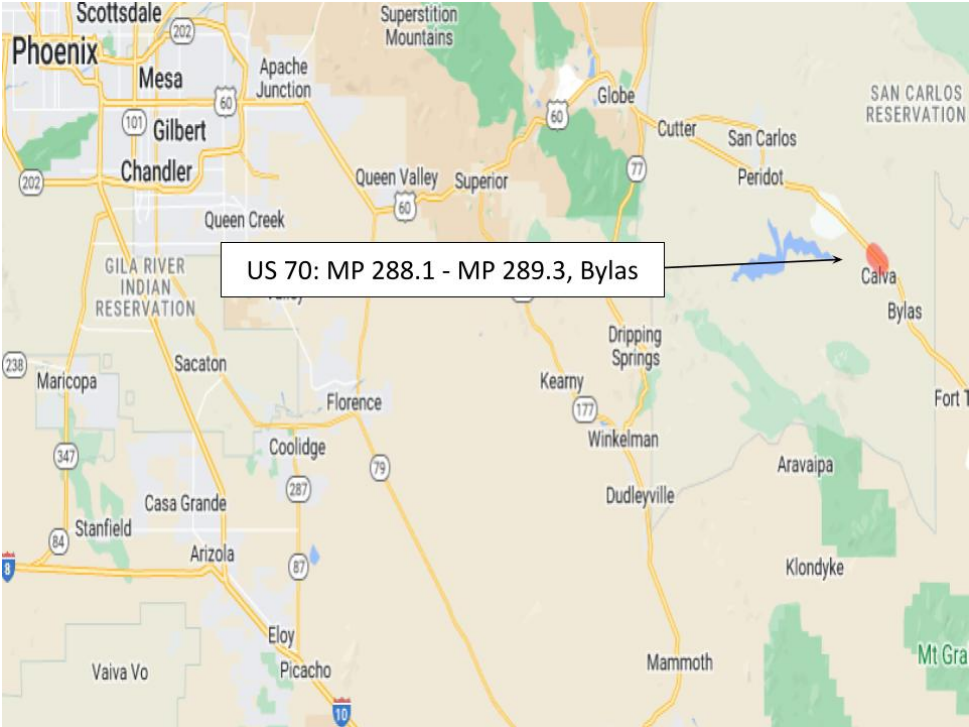 Scottsdale
202
Superstition
Mountains
Phoenix
Mesa
Apache
Junction
60
101
Gilbert
Globe
60
SAN CARLOS
RESERVATION
Cutter
San Carlos
Chandler
202
Queen Valley
Superior
77
Peridot
60
Queen Creek
US 70: MP 288.1 - MP 289.3, Bylas
GILA RIVER
INDIAN
RESERVATION
Calva
Bylas
Dripping
Springs
238
Maricopa
Sacaton
Kearny
Florence
177
Fort T
Winkelman
347
Coolidge
79
Aravaipa
287
Dudleyville
Casa Grande
Stanfield
84
Arizola
87
8
Klondyke
Eloy
Picacho
Mammoth
Mt Gra
Vaiva Vo
10